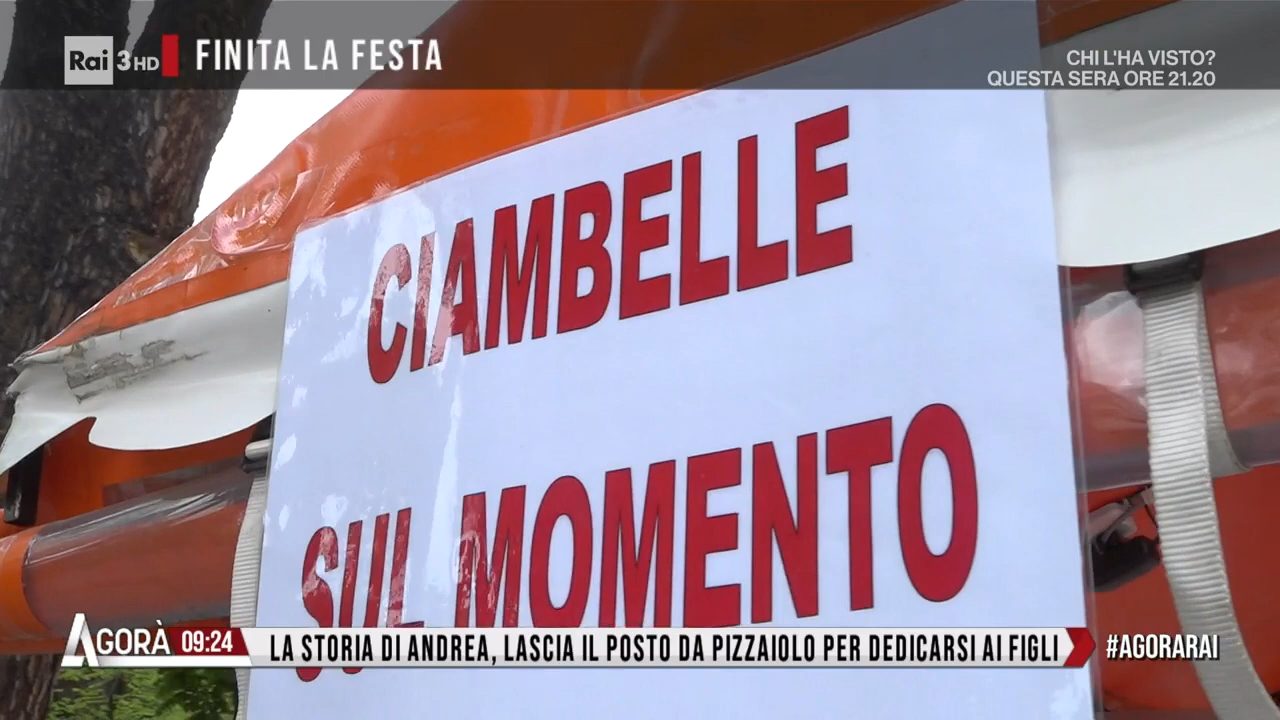 Rai 3HD FINITA LA FESTA
CHI L'HA VISTO?
QUESTA SERA ORE 21.20
CIAMBELLE
SUL MOMENTO
AGORÀ 09:24 LA STORIA DI ANDREA, LASCIA IL POSTO DA PIZZAIOLO PER DEDICARSI AI FIGLI #AGORARAI